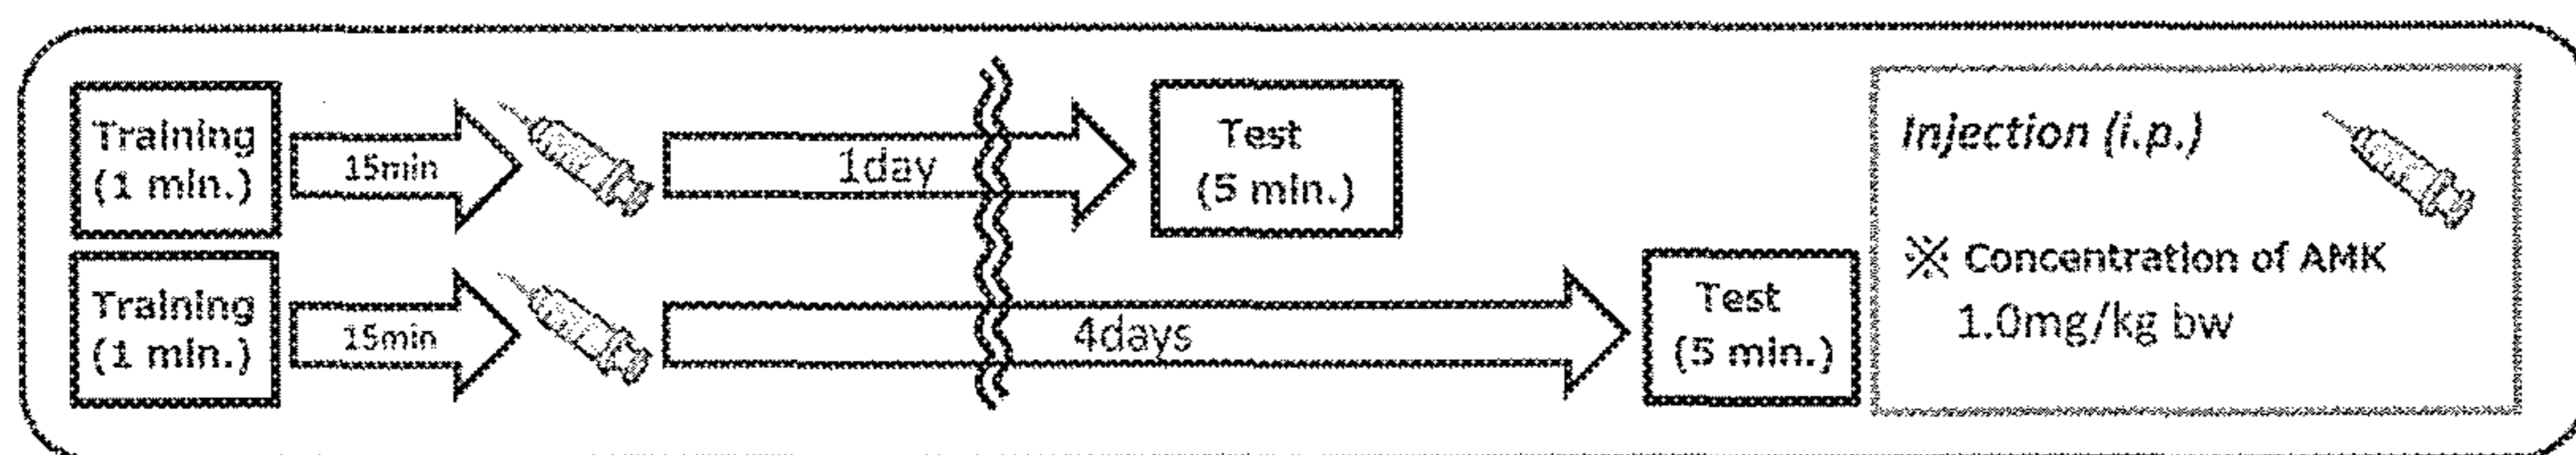 Training
(1 min.)
15min
1day
Test
(5 min.)
Training
(1 min.)
15min
4days
Test
(5 min.)
Injection (i.p.)
※ Concentration of AMK
1.0mg/kg bw